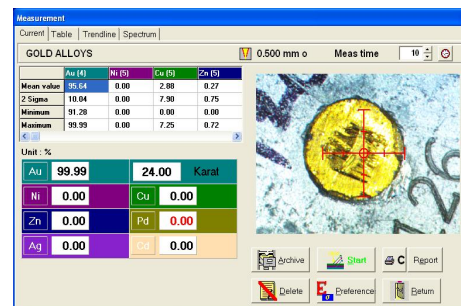 Measurement
Current Table Trendline Spectrum
GOLD ALLOYS 0.500 mm o Meas time 10
Au (4) Ni (5) Cu (5) Zn (5)
Mean value 95.64 0.00 2.88 0.27
2 Sigma 10.04 0.00 7.90 0.75
Minimum 91.28 0.00 0.00 0.00
Maximum 99.99 0.00 7.25 0.72
Unit : %
Au 99.99 24.00 Karat
Ni 0.00 Cu 0.00
Zn 0.00 Pd 0.00
Ag 0.00 Cd 0.00
Archive Start C Report
Delete Preference Return